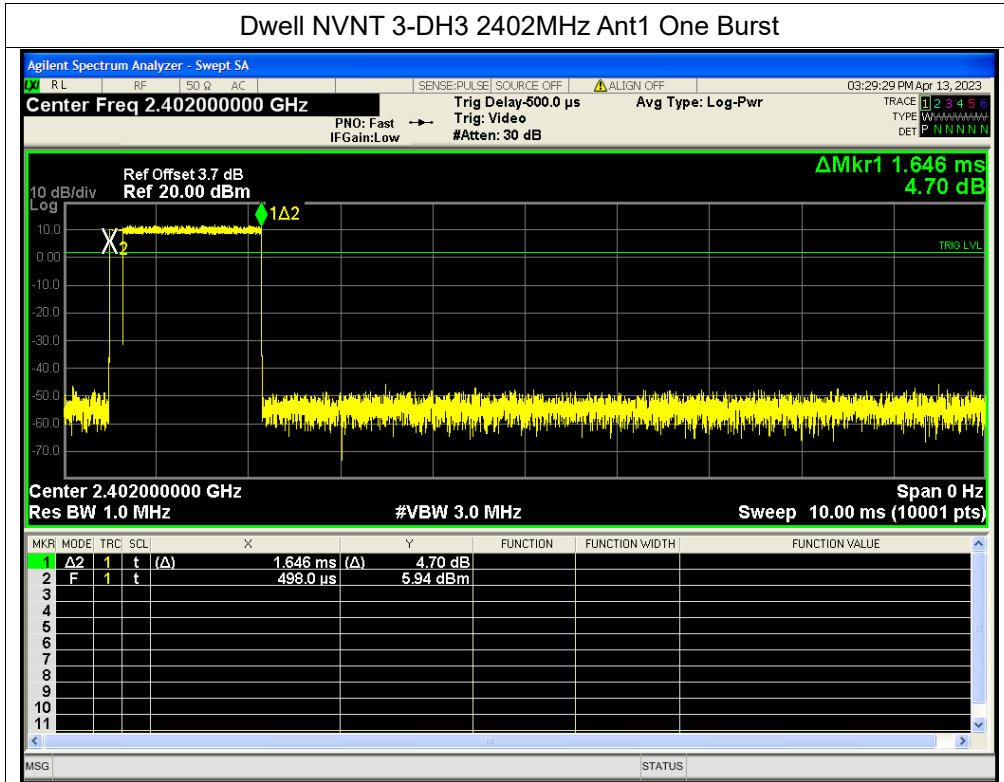 Dwell NVNT 3-DH3 2402MHz Ant1 One Burst
Agilent Spectrum Analyzer - Swept SA
LXI RL RF 50 Ω AC SENSE:PULSE SOURCE OFF ALIGN OFF 03:29:29 PM Apr 13, 2023
Center Freq 2.402000000 GHz Trig Delay-500.0 µs Avg Type: Log-Pwr TRACE 1 2 3 4 5 6
PNO: Fast Trig: Video TYPE WWWWWW
IFGain:Low #Atten: 30 dB DET P N N N N N
ΔMkr1 1.646 ms
4.70 dB
Ref Offset 3.7 dB
10 dB/div Ref 20.00 dBm
Log
1Δ2
10.0
2
TRIG LVL
0.00
-10.0
-20.0
-30.0
-40.0
-50.0
-60.0
-70.0
Center 2.402000000 GHz Span 0 Hz
Res BW 1.0 MHz #VBW 3.0 MHz Sweep 10.00 ms (10001 pts)
MKR MODE TRC SCL X Y FUNCTION FUNCTION WIDTH FUNCTION VALUE
1 Δ2 1 t (Δ) 1.646 ms (Δ) 4.70 dB
2 F 1 t 498.0 µs 5.94 dBm
3
4
5
6
7
8
9
10
11
MSG STATUS